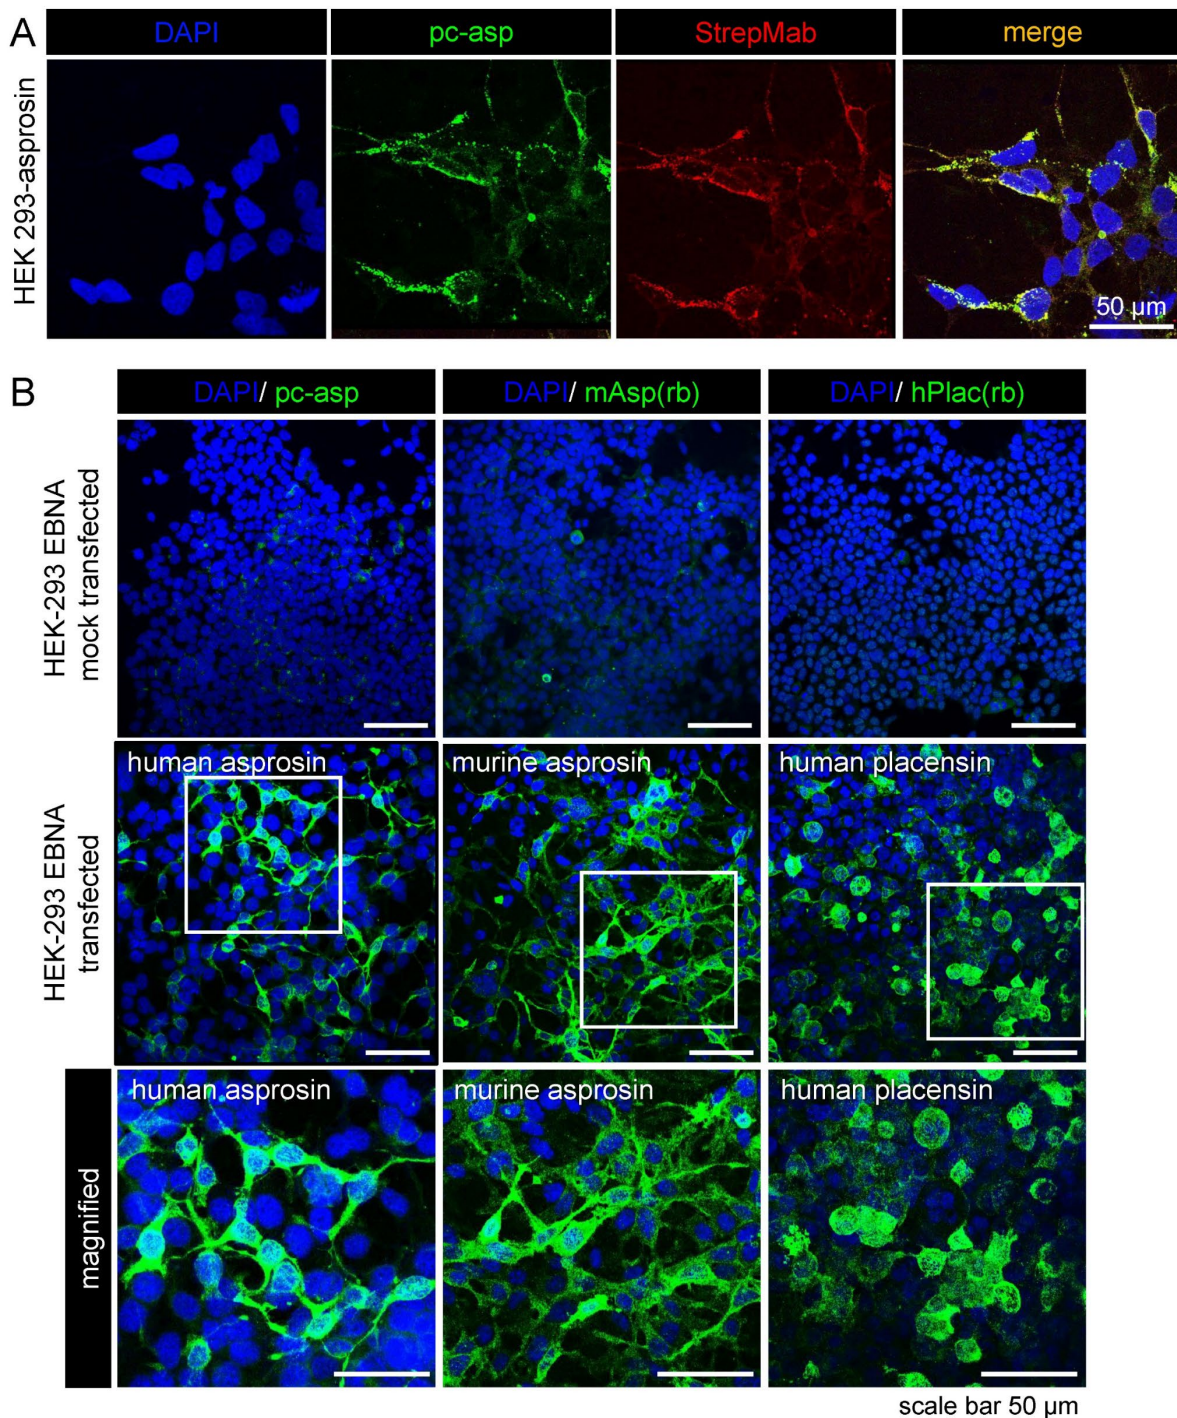 A
DAPI
pc-asp
StrepMab
merge
HEK 293-asprosin
50 µm
B
DAPI/ pc-asp
DAPI/ mAsp(rb)
DAPI/ hPlac(rb)
HEK-293 EBNA
mock transfected
HEK-293 EBNA
transfected
human asprosin
murine asprosin
human placensin
magnified
human asprosin
murine asprosin
human placensin
scale bar 50 µm